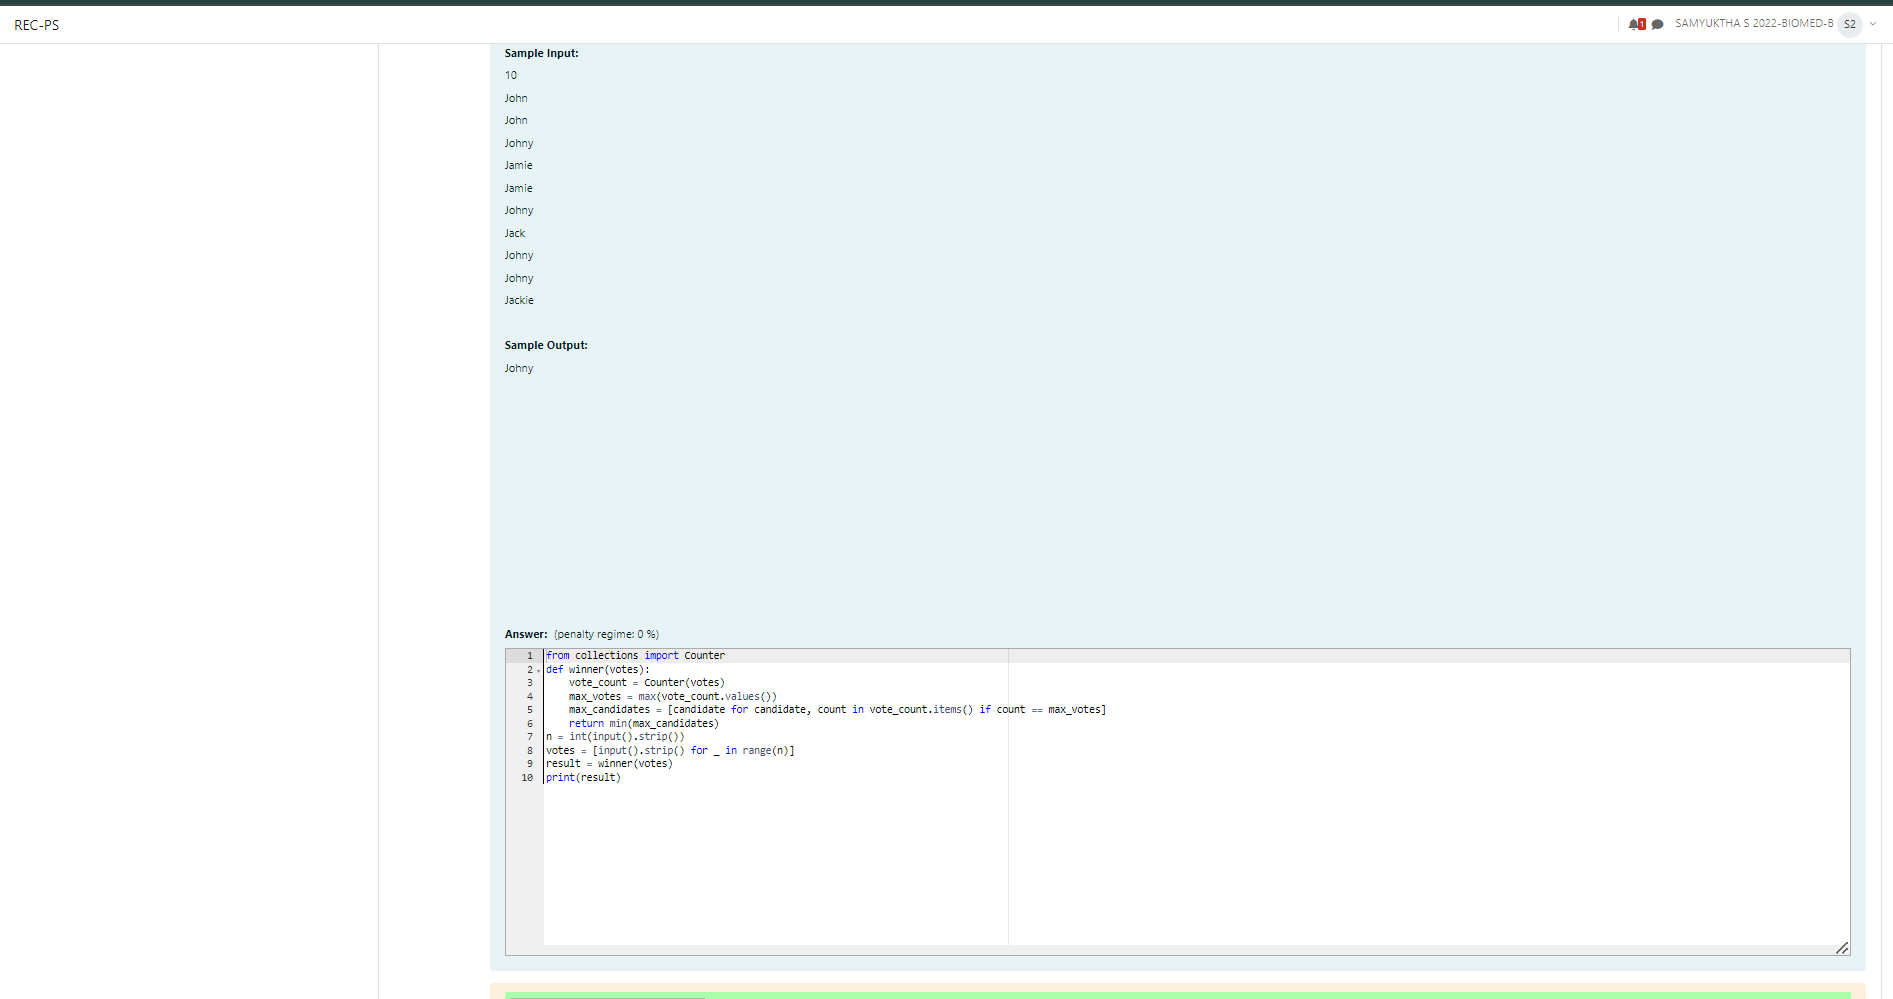 REC-PS
1
SAMYUKTHA S 2022-BIOMED-B
S2
Sample Input:
10
John
John
Johny
Jamie
Jamie
Johny
Jack
Johny
Johny
Jackie
Sample Output:
Johny
Answer: (penalty regime: 0 %)
1 from collections import Counter
2 def winner(votes):
3 vote_count = Counter(votes)
4 max_votes = max(vote_count.values())
5 max_candidates = [candidate for candidate, count in vote_count.items() if count == max_votes]
6 return min(max_candidates)
7 n = int(input().strip())
8 votes = [input().strip() for _ in range(n)]
9 result = winner(votes)
10 print(result)